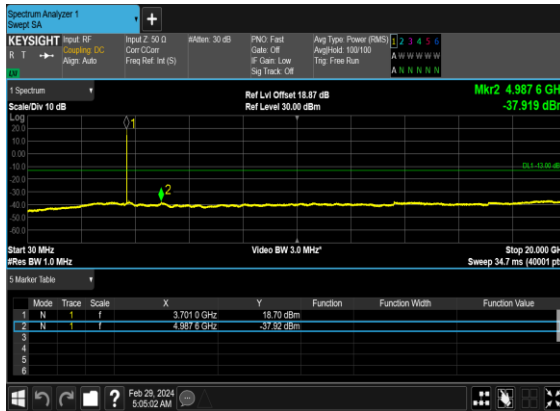 Spectrum Analyzer 1
Swept SA
KEYSIGHT Input: RF Input Z: 50 Ω #Atten: 30 dB PNO: Fast Avg Type: Power (RMS) 1 2 3 4 5 6
R T Coupling: DC Corr CCorr Gate: Off Avg|Hold: 100/100 A W W W W W
Align: Auto Freq Ref: Int (S) IF Gain: Low Trig: Free Run
Sig Track: Off A N N N N N
LXI
1 Spectrum Ref Lvl Offset 18.87 dB Mkr2 4.987 6 GH
Scale/Div 10 dB Ref Level 30.00 dBm -37.919 dBm
Log
20.0 1
10.0
0.00
-10.0 DL1 -13.00 dB
-20.0
-30.0 2
-40.0
-50.0
-60.0
Start 30 MHz Video BW 3.0 MHz* Stop 20.000 GH
#Res BW 1.0 MHz Sweep 34.7 ms (40001 pt
5 Marker Table
Mode Trace Scale X Y Function Function Width Function Value
1 N 1 f 3.701 0 GHz 18.70 dBm
2 N 1 f 4.987 6 GHz -37.92 dBm
3
4
5
6
? Feb 29, 2024
5:05:02 AM